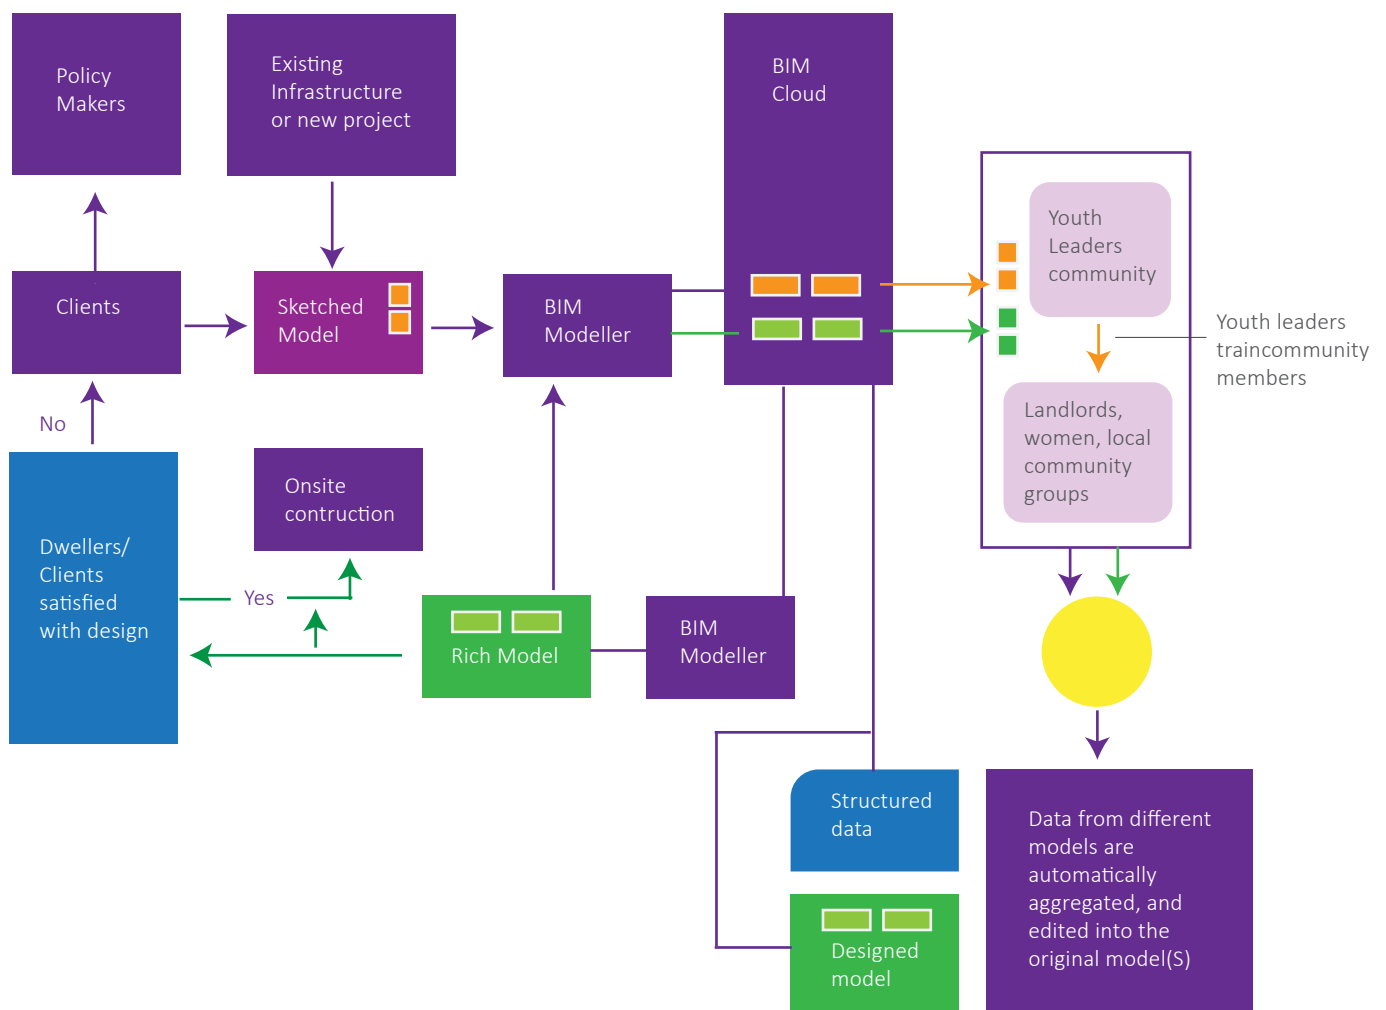 Policy
Makers
Existing
Infrastructure
or new project
BIM
Cloud
Clients
Sketched
Model
BIM
Modeller
Youth
Leaders
community
Youth leaders
traincommunity
members
Landlords,
women, local
community
groups
No
Onsite
contruction
Dwellers/
Clients
satisfied
with design
Yes
Rich Model
BIM
Modeller
Structured
data
Designed
model
Data from different
models are
automatically
aggregated, and
edited into the
original model(S)